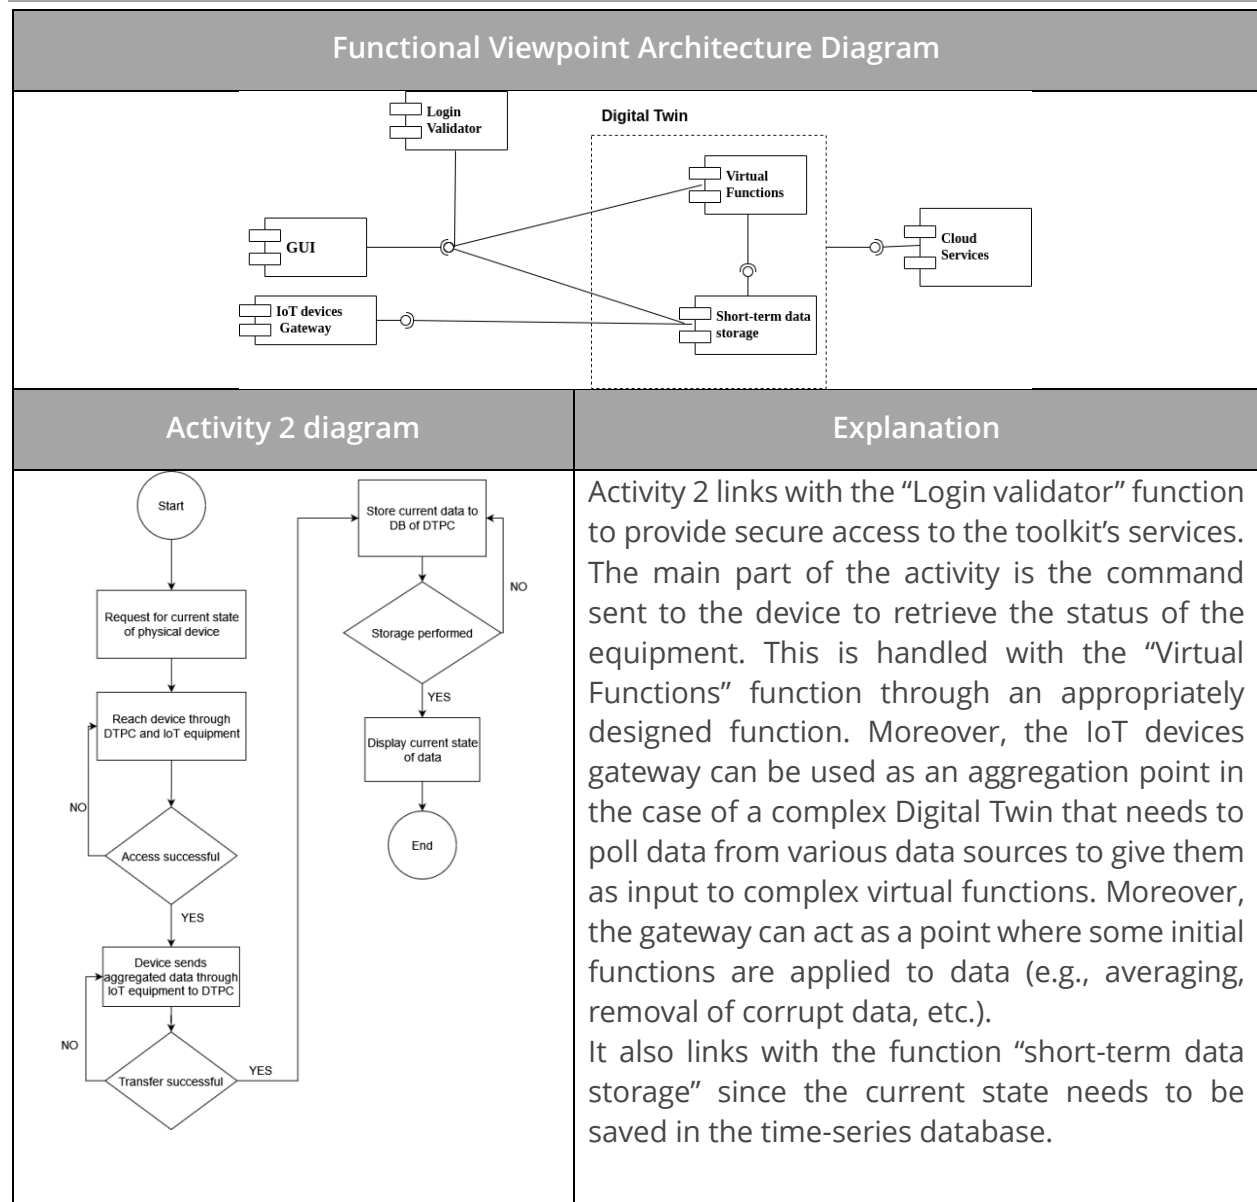 Functional Viewpoint Architecture Diagram
Login
Validator
Digital Twin
Virtual
Functions
GUI
Cloud
Services
IoT devices
Gateway
Short-term data
storage
Activity 2 diagram
Start
Request for current state
of physical device
Reach device through
DTPC and IoT equipment
NO
Access successful
YES
Device sends
aggregated data through
IoT equipment to DTPC
NO
Transfer successful
YES
Store current data to
DB of DTPC
NO
Storage performed
YES
Display current state
of data
End
Explanation
Activity 2 links with the “Login validator” function
to provide secure access to the toolkit’s services.
The main part of the activity is the command
sent to the device to retrieve the status of the
equipment. This is handled with the “Virtual
Functions” function through an appropriately
designed function. Moreover, the IoT devices
gateway can be used as an aggregation point in
the case of a complex Digital Twin that needs to
poll data from various data sources to give them
as input to complex virtual functions. Moreover,
the gateway can act as a point where some initial
functions are applied to data (e.g., averaging,
removal of corrupt data, etc.).
It also links with the function “short-term data
storage” since the current state needs to be
saved in the time-series database.